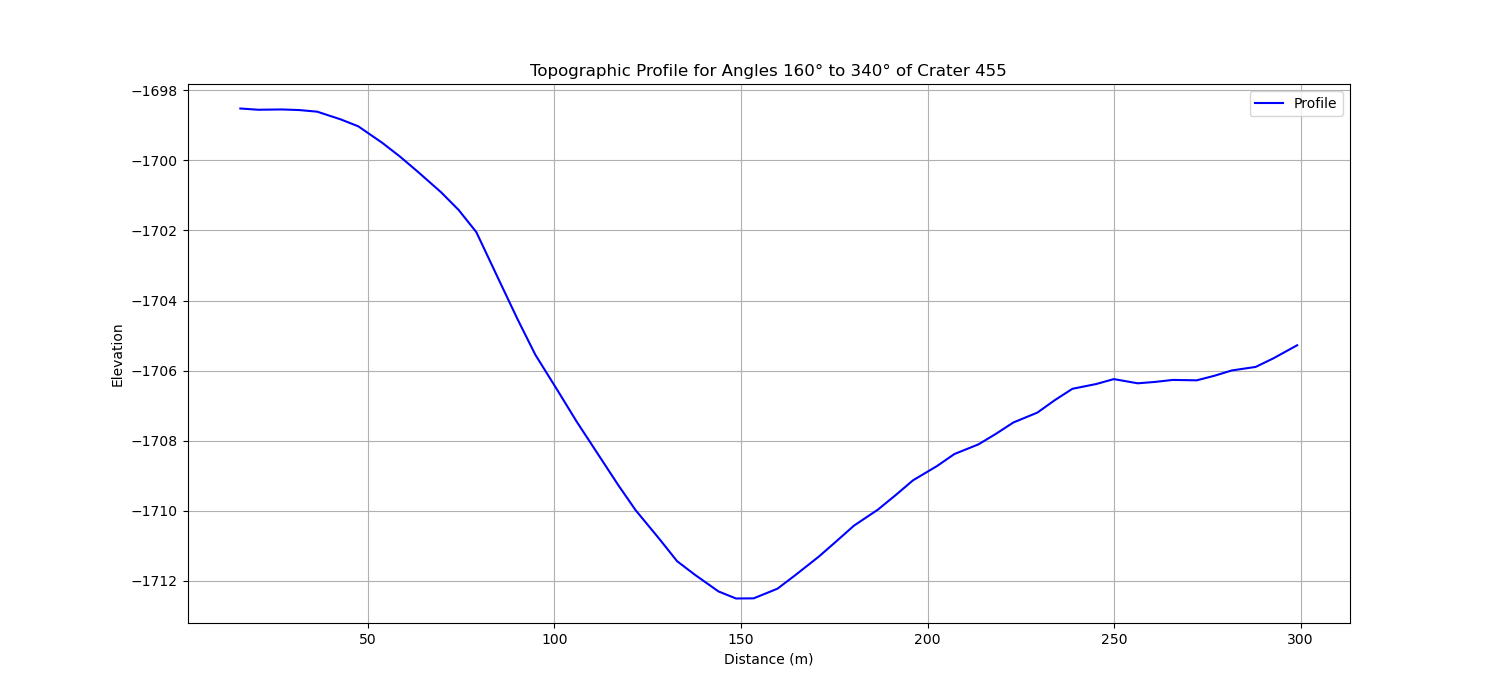 Topographic Profile for Angles 160° to 340° of Crater 455
Profile
−1698
−1700
−1702
−1704
−1706
−1708
−1710
−1712
Elevation
50 100 150 200 250 300
Distance (m)